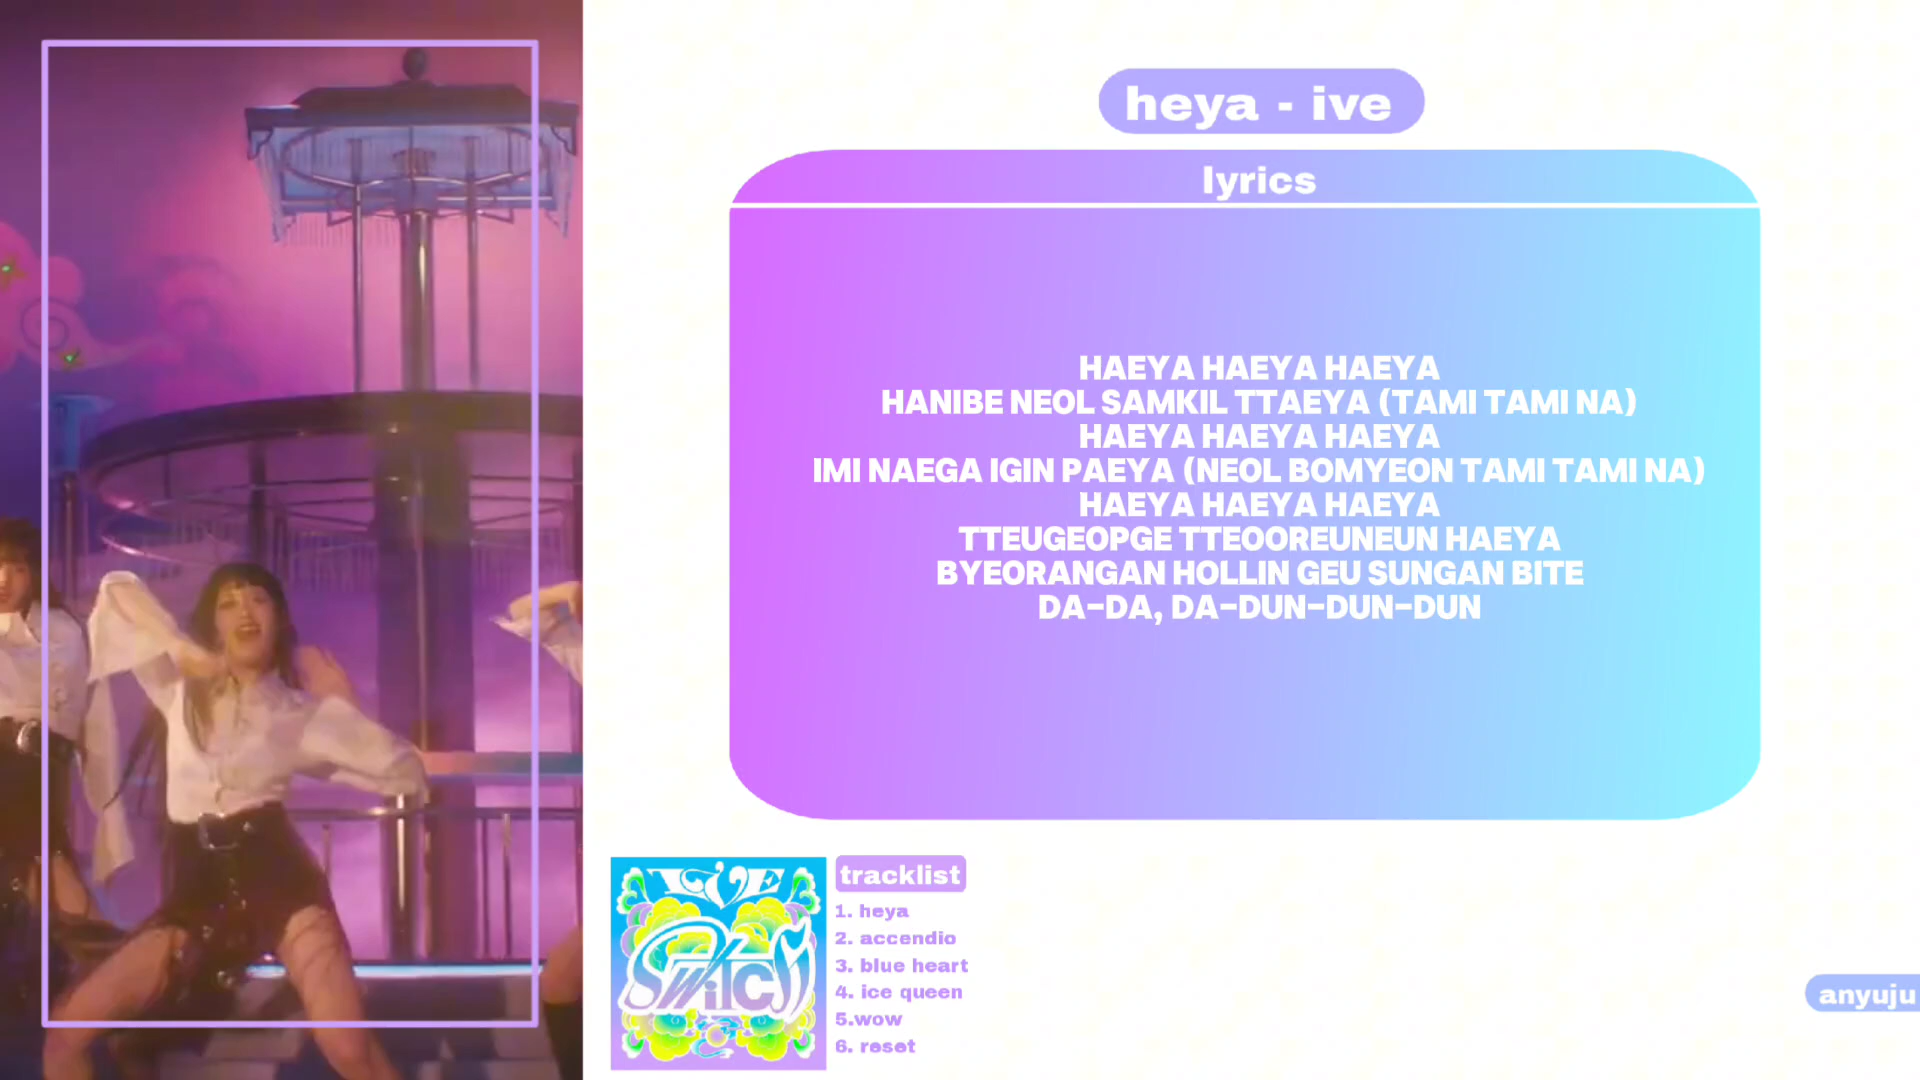 heya - ive
lyrics
HAEYA HAEYA HAEYA
HANIBE NEOL SAMKIL TTAEYA (TAMI TAMI NA)
HAEYA HAEYA HAEYA
IMI NAEGA IGIN PAEYA (NEOL BOMYEON TAMI TAMI NA)
HAEYA HAEYA HAEYA
TTEUGEOPGE TTEOOREUNEUN HAEYA
BYEORANGAN HOLLIN GEU SUNGAN BITE
DA-DA, DA-DUN-DUN-DUN
IVE
SWITCH
tracklist
1. heya
2. accendio
3. blue heart
4. ice queen
5.wow
6. reset
anyuju